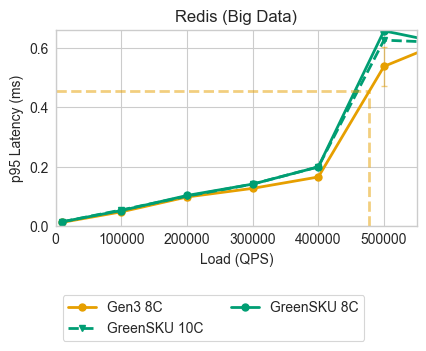 Redis (Big Data)
p95 Latency (ms)
0.6
0.4
0.2
0.0
0 100000 200000 300000 400000 500000
Load (QPS)
Gen3 8C
GreenSKU 10C
GreenSKU 8C